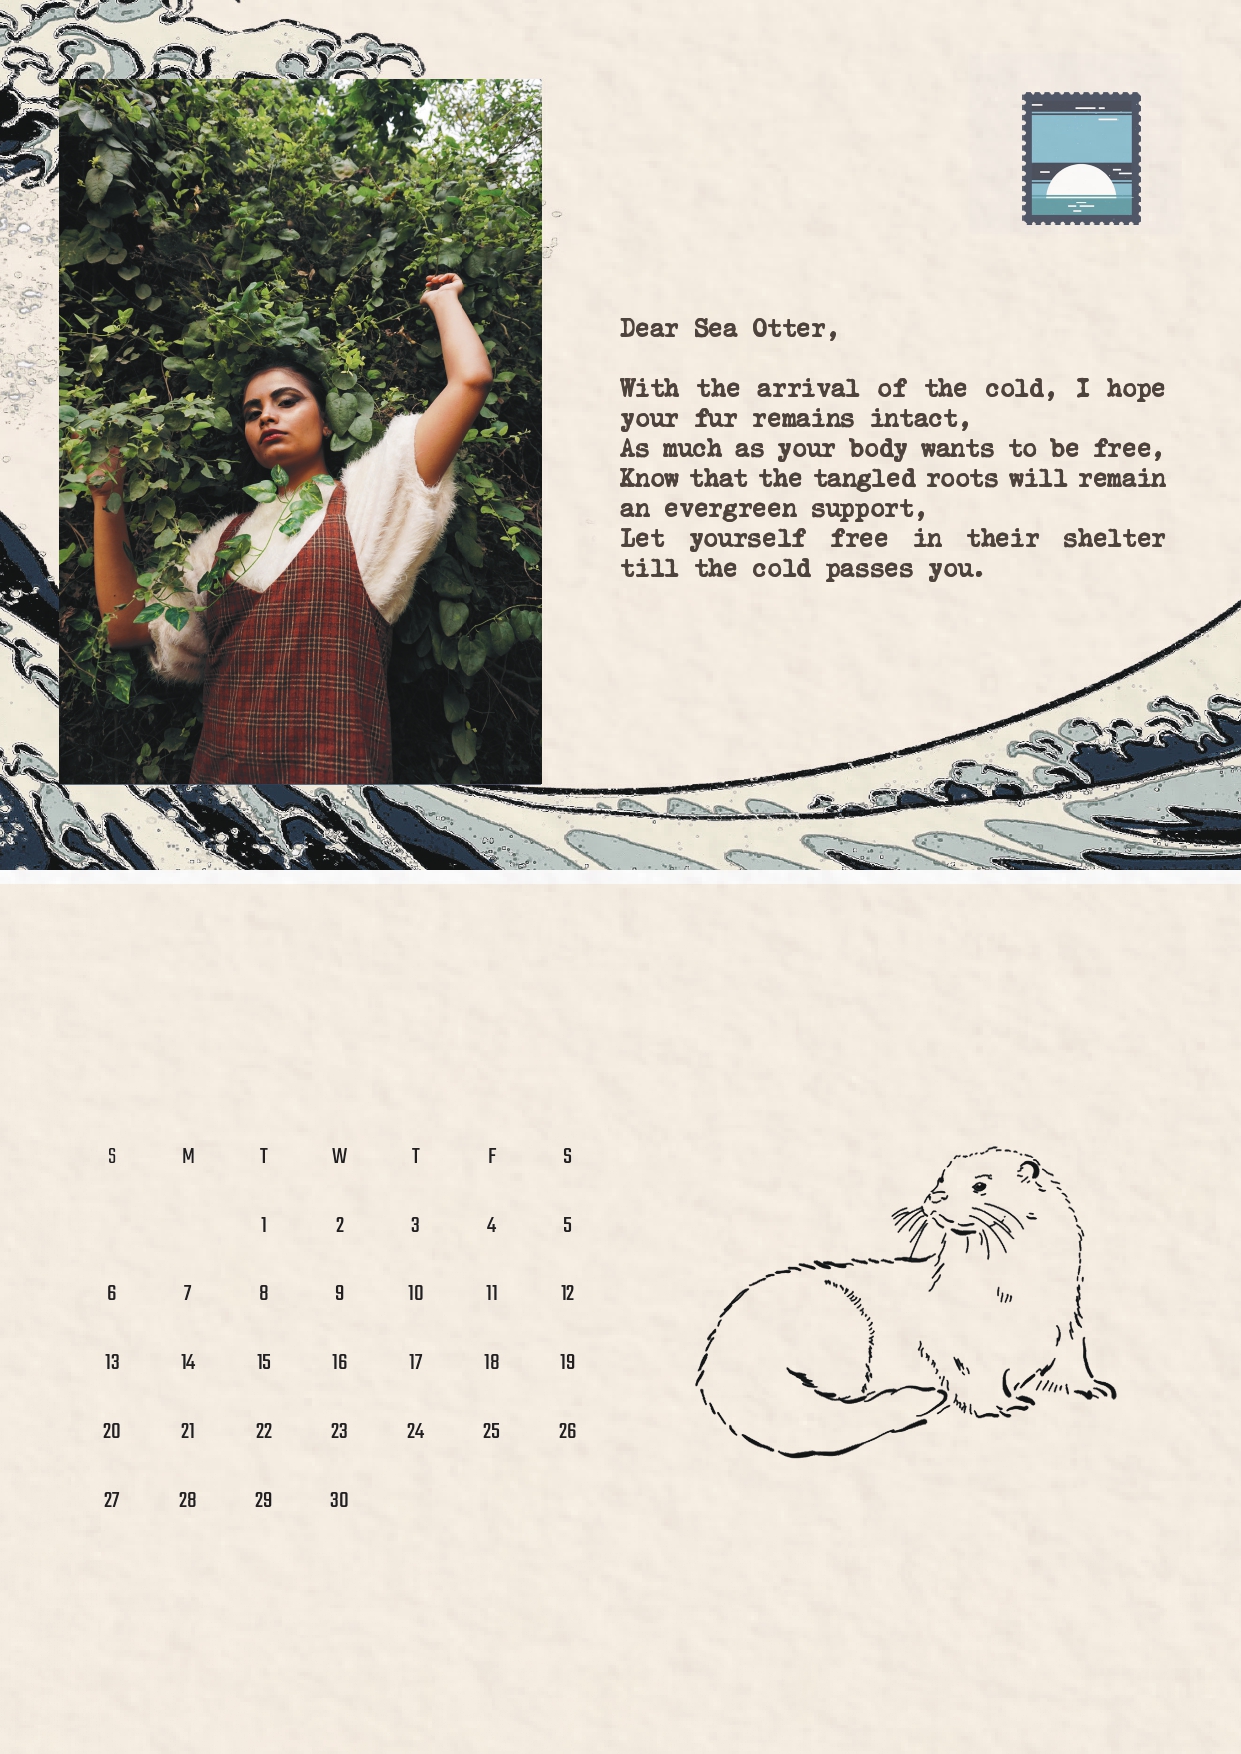 Dear Sea Otter,
With the arrival of the cold, I hope
your fur remains intact,
As much as your body wants to be free,
Know that the tangled roots will remain
an evergreen support,
Let yourself free in their shelter
till the cold passes you.
S M T W T F S
1 2 3 4 5
6 7 8 9 10 11 12
13 14 15 16 17 18 19
20 21 22 23 24 25 26
27 28 29 30